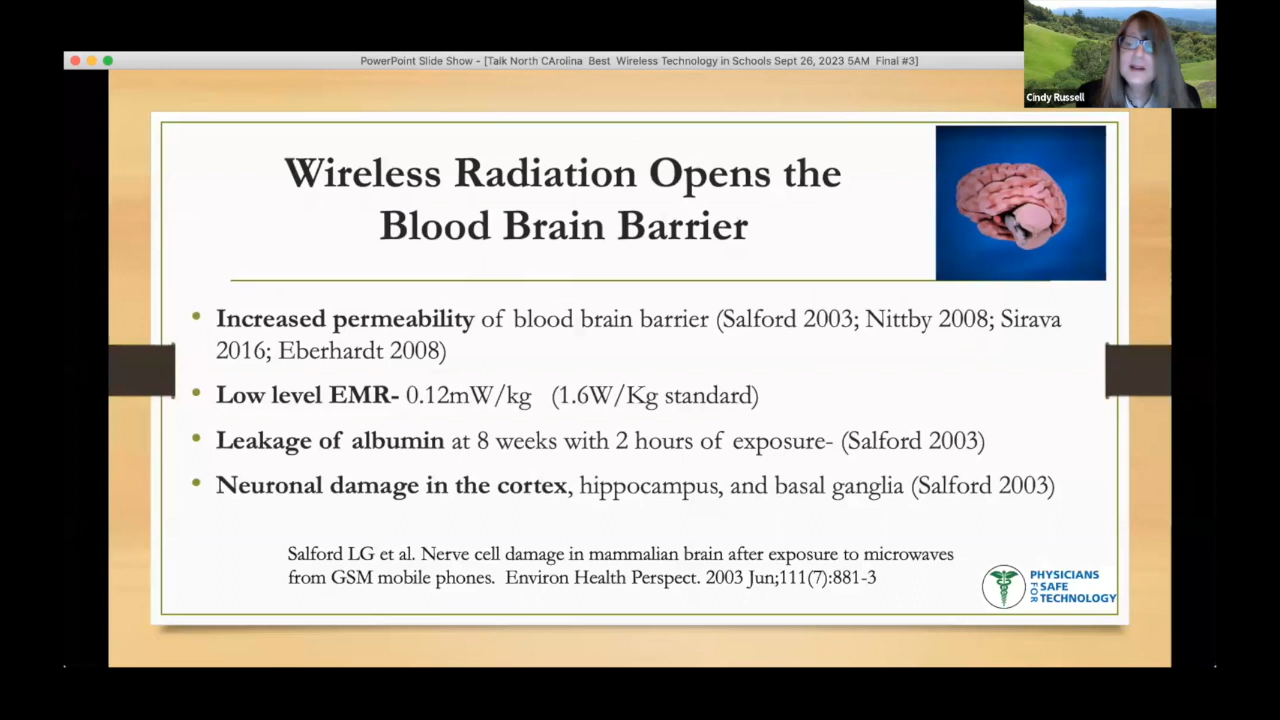 PowerPoint Slide Show - [Talk North CArolina Best Wireless Technology in Schools Sept 26, 2023 5AM Final #3]
Cindy Russell
Wireless Radiation Opens the
Blood Brain Barrier
• Increased permeability of blood brain barrier (Salford 2003; Nittby 2008; Sirava
2016; Eberhardt 2008)
• Low level EMR- 0.12mW/kg (1.6W/Kg standard)
• Leakage of albumin at 8 weeks with 2 hours of exposure- (Salford 2003)
• Neuronal damage in the cortex, hippocampus, and basal ganglia (Salford 2003)
Salford LG et al. Nerve cell damage in mammalian brain after exposure to microwaves
from GSM mobile phones. Environ Health Perspect. 2003 Jun;111(7):881-3
PHYSICIANS
FOR SAFE
TECHNOLOGY